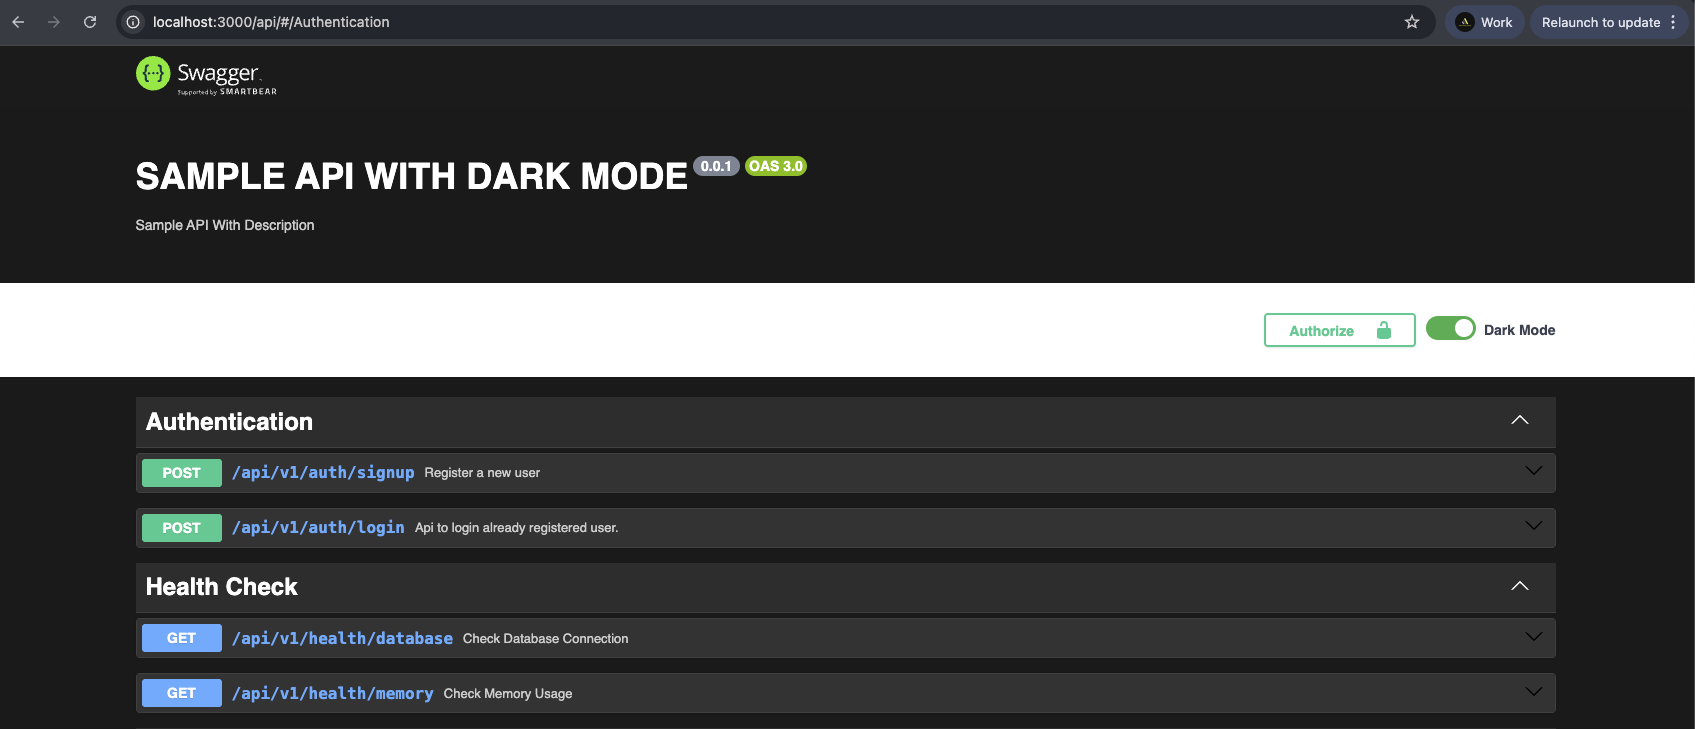 localhost:3000/api/#/Authentication
Work
Relaunch to update
{...} Swagger.
Supported by SMARTBEAR
SAMPLE API WITH DARK MODE 0.0.1 OAS 3.0
Sample API With Description
Authorize
Dark Mode
Authentication
POST /api/v1/auth/signup Register a new user
POST /api/v1/auth/login Api to login already registered user.
Health Check
GET /api/v1/health/database Check Database Connection
GET /api/v1/health/memory Check Memory Usage